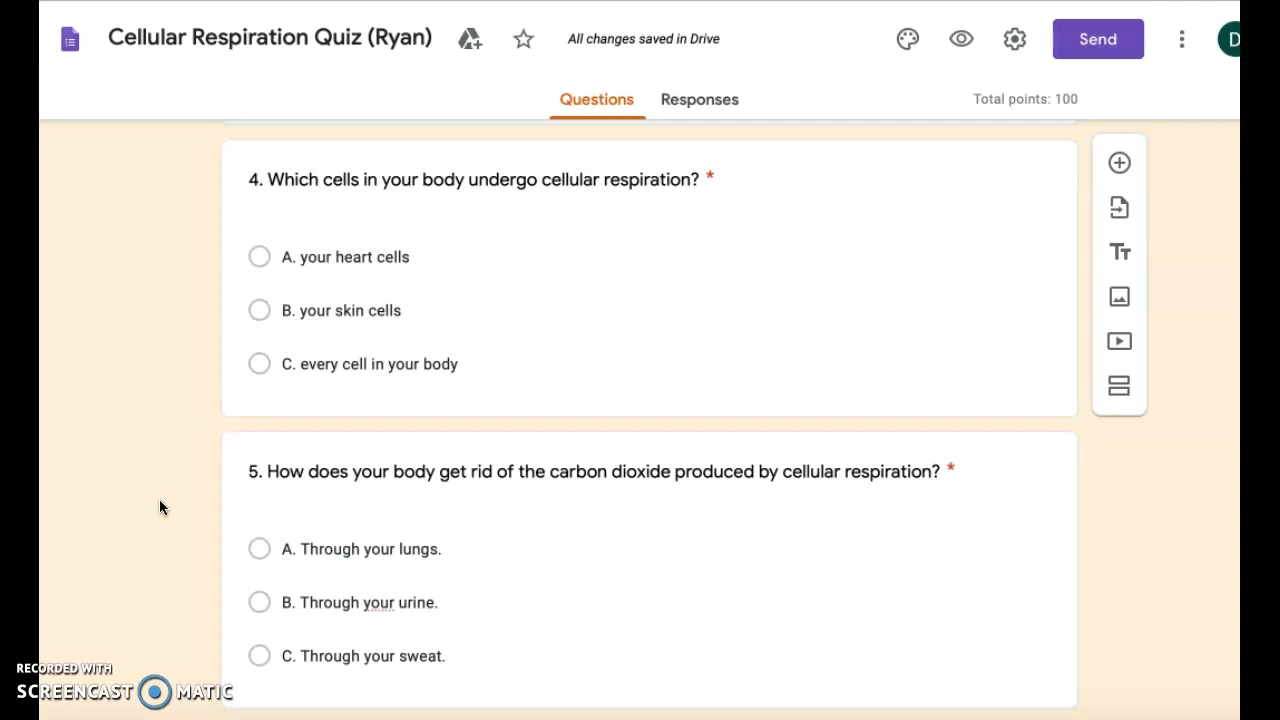 Cellular Respiration Quiz (Ryan)
All changes saved in Drive
Send
D
Questions
Responses
Total points: 100
4. Which cells in your body undergo cellular respiration? *
A. your heart cells
B. your skin cells
C. every cell in your body
5. How does your body get rid of the carbon dioxide produced by cellular respiration? *
A. Through your lungs.
B. Through your urine.
C. Through your sweat.
RECORDED WITH
SCREENCAST MATIC